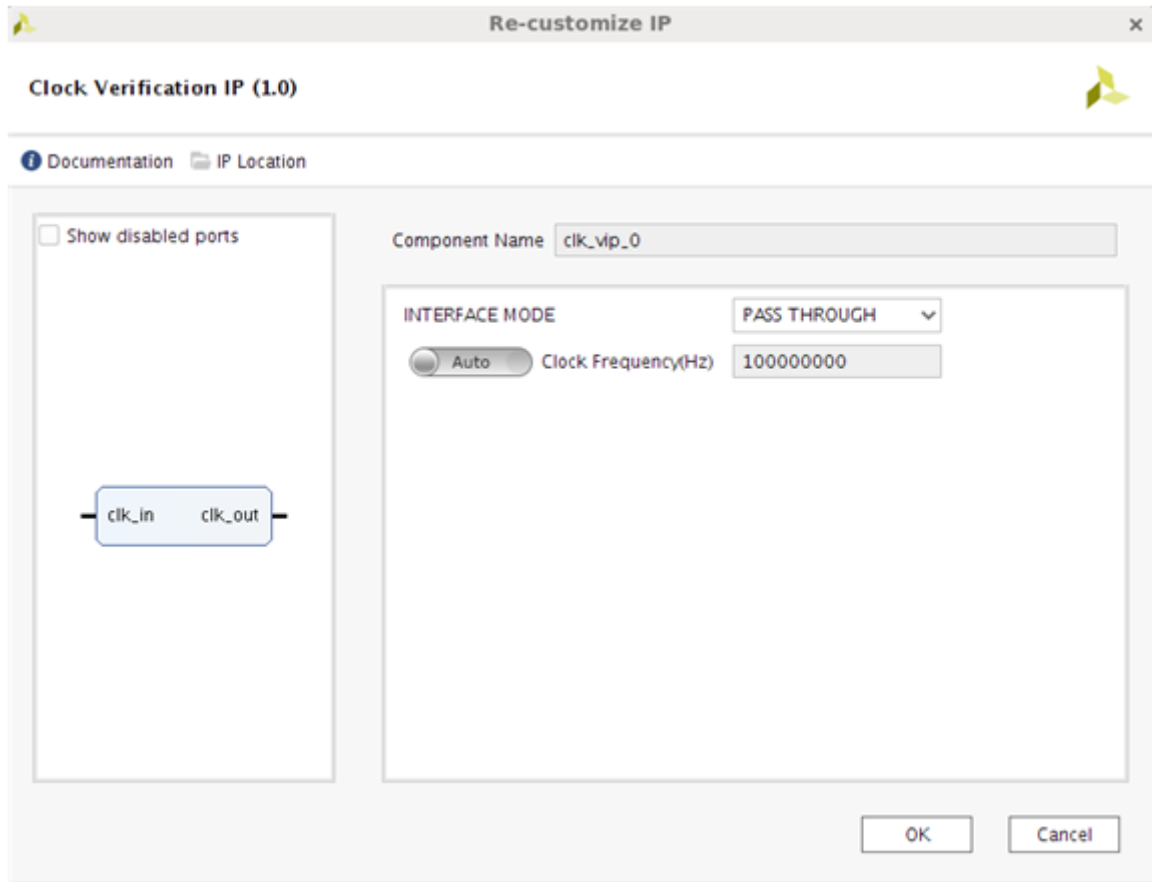 Re-customize IP
Clock Verification IP (1.0)
Documentation IP Location
Show disabled ports
clk_in clk_out
Component Name clk_vip_0
INTERFACE MODE PASS THROUGH
Auto Clock Frequency(Hz) 100000000
OK Cancel